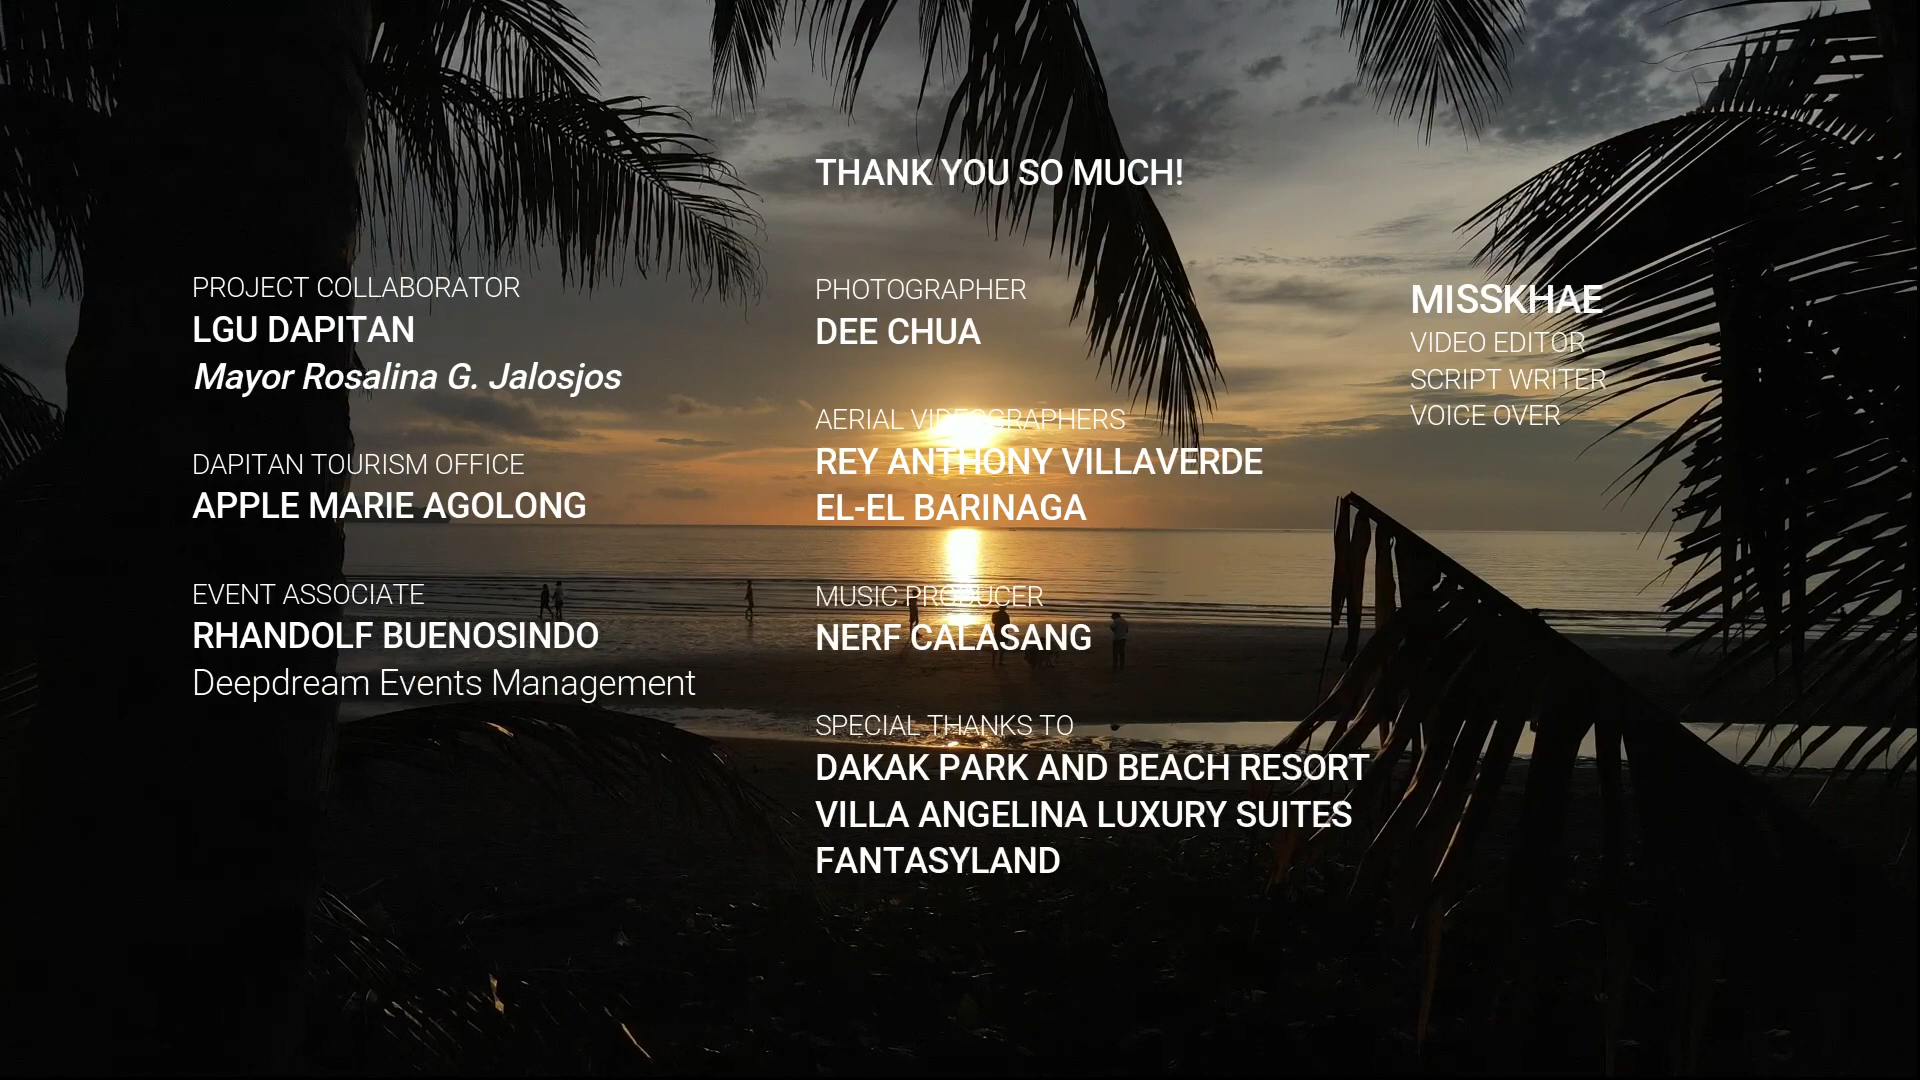 THANK YOU SO MUCH!
PROJECT COLLABORATOR
LGU DAPITAN
Mayor Rosalina G. Jalosjos
DAPITAN TOURISM OFFICE
APPLE MARIE AGOLONG
EVENT ASSOCIATE
RHANDOLF BUENOSINDO
Deepdream Events Management
PHOTOGRAPHER
DEE CHUA
AERIAL VIDEOGRAPHERS
REY ANTHONY VILLAVERDE
EL-EL BARINAGA
MUSIC PRODUCER
NERF CALASANG
SPECIAL THANKS TO
DAKAK PARK AND BEACH RESORT
VILLA ANGELINA LUXURY SUITES
FANTASYLAND
MISSKHAE
VIDEO EDITOR
SCRIPT WRITER
VOICE OVER